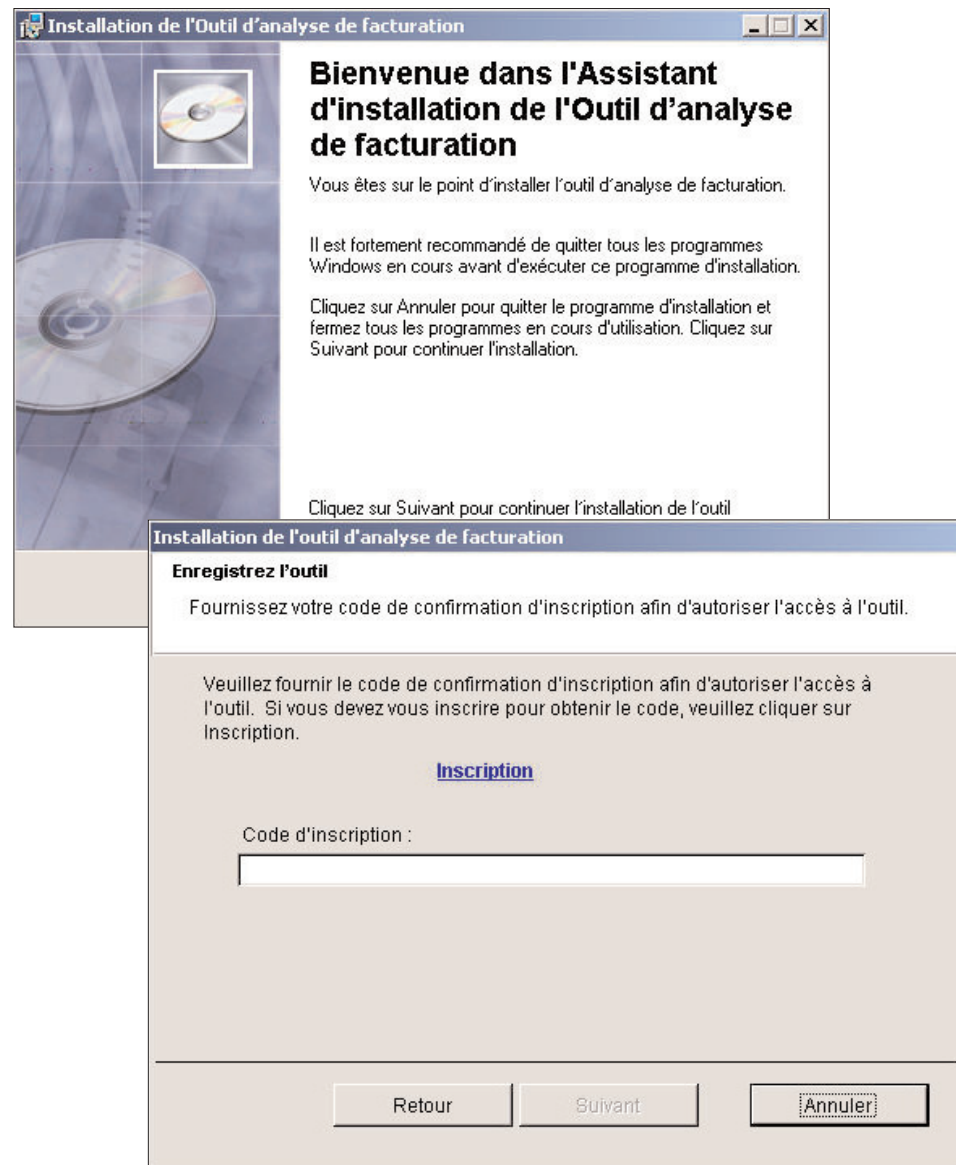 Installation de l'Outil d’analyse de facturation
Bienvenue dans l'Assistant
d'installation de l'Outil d’analyse
de facturation
Vous êtes sur le point d’installer l’outil d’analyse de facturation.
Il est fortement recommandé de quitter tous les programmes
Windows en cours avant d'exécuter ce programme d'installation.
Cliquez sur Annuler pour quitter le programme d'installation et
fermez tous les programmes en cours d'utilisation. Cliquez sur
Suivant pour continuer l'installation.
Cliquez sur Suivant pour continuer l’installation de l’outil
Installation de l'outil d'analyse de facturation
Enregistrez l’outil
Fournissez votre code de confirmation d'inscription afin d'autoriser l'accès à l'outil.
Veuillez fournir le code de confirmation d'inscription afin d'autoriser l'accès à
l'outil. Si vous devez vous inscrire pour obtenir le code, veuillez cliquer sur
Inscription.
Inscription
Code d'inscription :
Retour
Suivant
Annuler